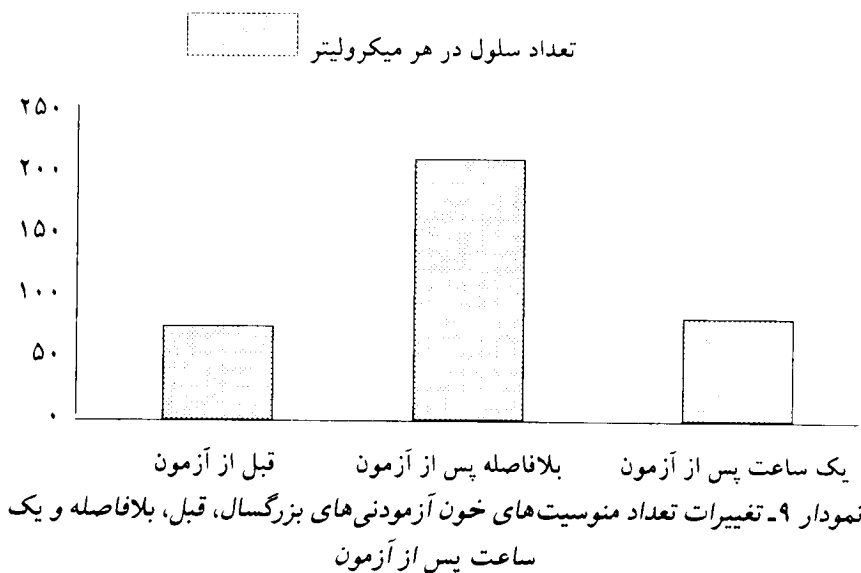 تعداد سلول در هر میکرولیتر
۲۵۰
۲۰۰
۱۵۰
۱۰۰
۵۰
۰
قبل از آزمون
بلافاصله پس از آزمون
یک ساعت پس از آزمون
نمودار ۹ـ تغییرات تعداد منوسیت‌های خون آزمودنی‌های بزرگسال، قبل، بلافاصله و یک
ساعت پس از آزمون